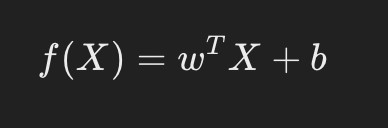 f(X) = w^T X + b